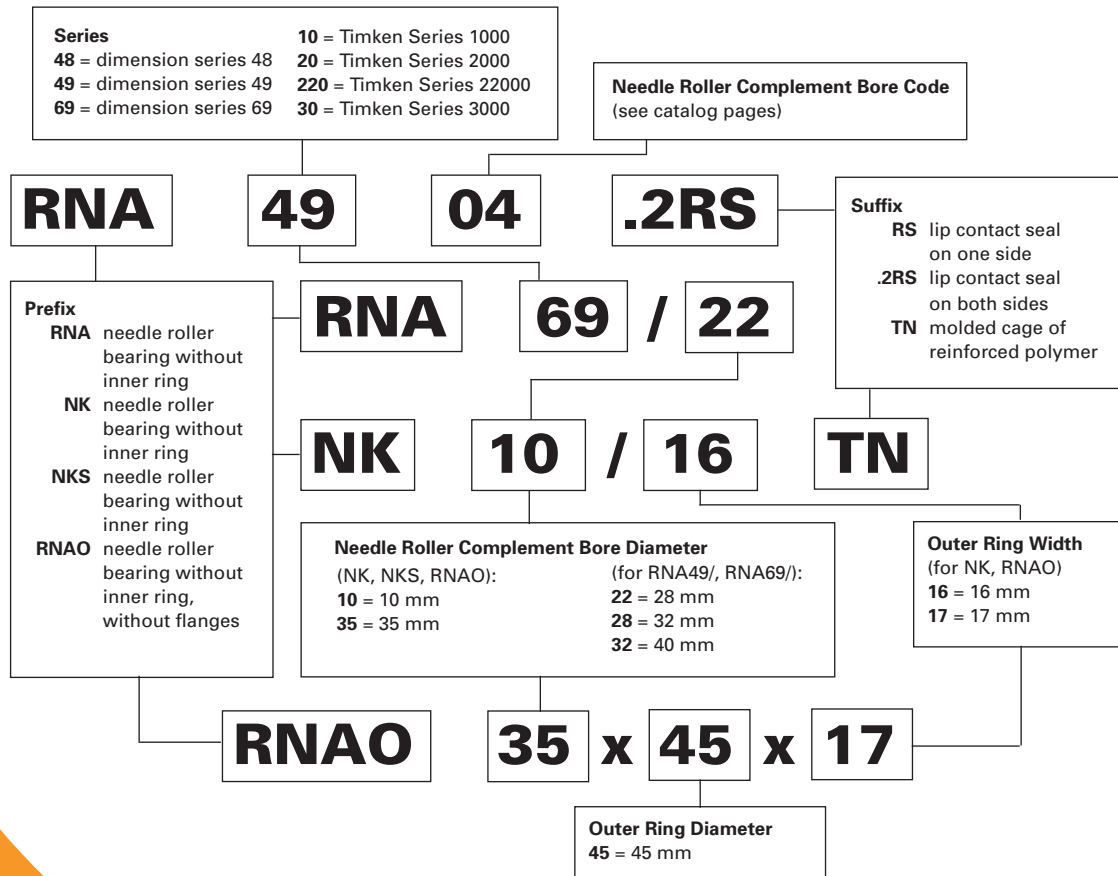 Series
48 = dimension series 48
49 = dimension series 49
69 = dimension series 69
10 = Timken Series 1000
20 = Timken Series 2000
220 = Timken Series 22000
30 = Timken Series 3000
Needle Roller Complement Bore Code
(see catalog pages)
RNA 49 04 .2RS
Suffix
RS lip contact seal
on one side
.2RS lip contact seal
on both sides
TN molded cage of
reinforced polymer
Prefix
RNA needle roller
bearing without
inner ring
NK needle roller
bearing without
inner ring
NKS needle roller
bearing without
inner ring
RNAO needle roller
bearing without
inner ring,
without flanges
RNA 69 / 22
NK 10 / 16 TN
Needle Roller Complement Bore Diameter
(NK, NKS, RNAO):
10 = 10 mm
35 = 35 mm
(for RNA49/, RNA69/):
22 = 28 mm
28 = 32 mm
32 = 40 mm
Outer Ring Width
(for NK, RNAO)
16 = 16 mm
17 = 17 mm
RNAO 35 x 45 x 17
Outer Ring Diameter
45 = 45 mm